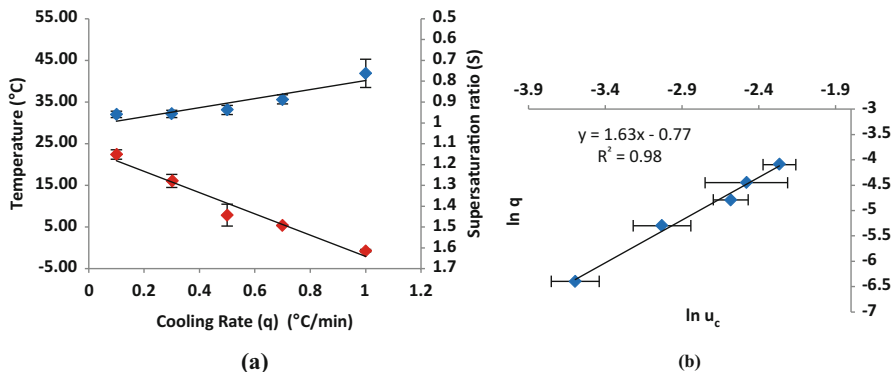 55.00
45.00
35.00
25.00
15.00
5.00
-5.00
Temperature (°C)
0 0.2 0.4 0.6 0.8 1 1.2
Cooling Rate (q) (°C/min)
0.5
0.6
0.7
0.8
0.9
1
1.1
1.2
1.3
1.4
1.5
1.6
1.7
Supersaturation ratio (S)
(a)
-3.9 -2.9 -1.9
y = 1.63x - 0.77
R² = 0.98
ln q
-3
-3.5
-4
-4.5
-5
-5.5
-6
-6.5
-7
ln u_c
(b)